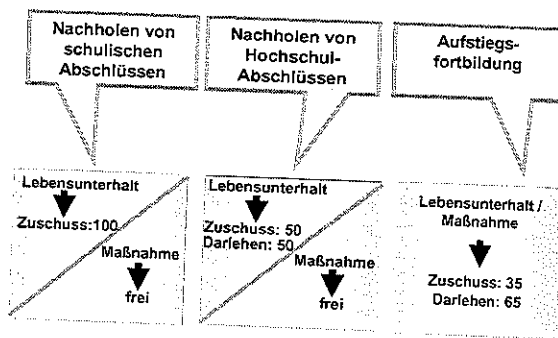 Nachholen von
schulischen
Abschlüssen
Nachholen von
Hochschul-
Abschlüssen
Aufstiegs-
fortbildung
Lebensunterhalt
Zuschuss:100
Maßnahme
frei
Lebensunterhalt
Zuschuss: 50
Darlehen: 50
Maßnahme
frei
Lebensunterhalt /
Maßnahme
Zuschuss: 35
Darlehen: 65